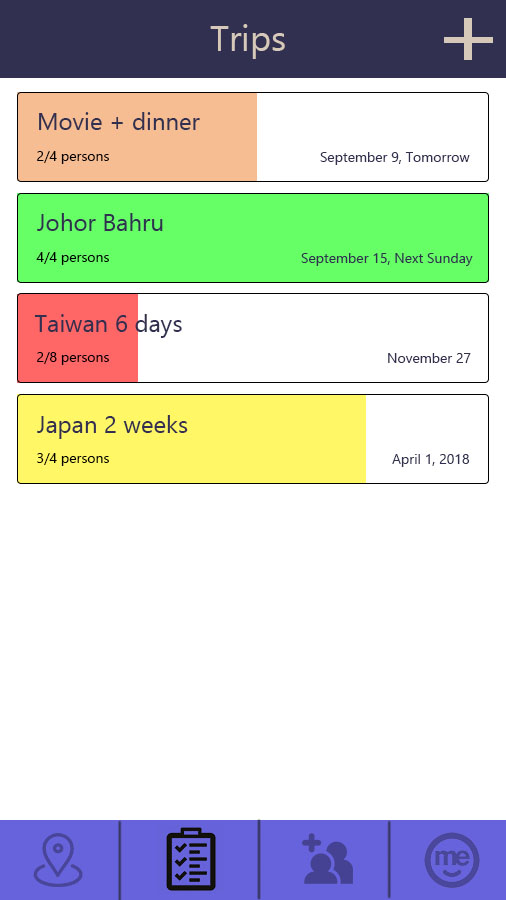 Trips
Movie + dinner
2/4 persons
September 9, Tomorrow
Johor Bahru
4/4 persons
September 15, Next Sunday
Taiwan 6 days
2/8 persons
November 27
Japan 2 weeks
3/4 persons
April 1, 2018
me